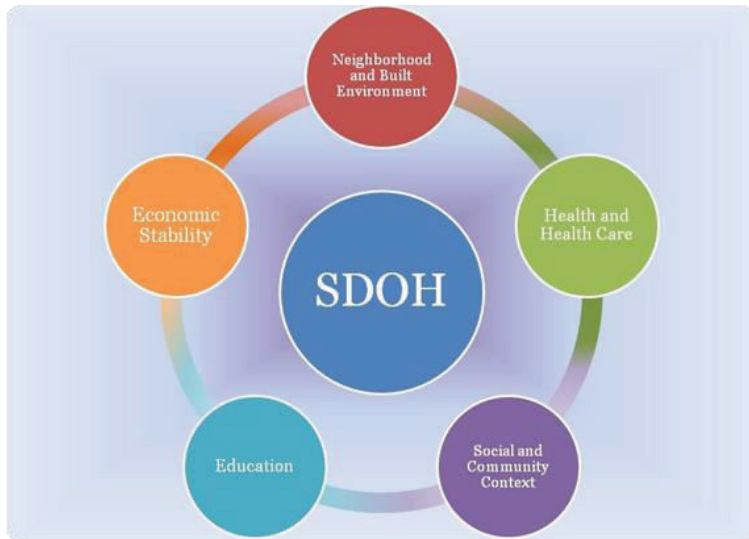 Neighborhood
and Built
Environment
Economic
Stability
Health and
Health Care
SDOH
Education
Social and
Community
Context